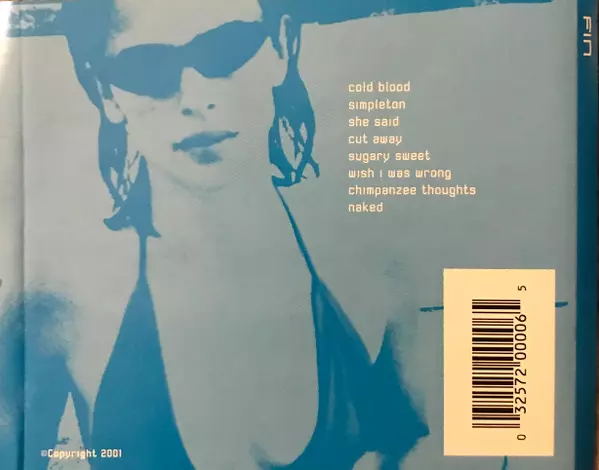 FIN
cold blood
simpleton
she said
cut away
sugary sweet
wish i was wrong
chimpanzee thoughts
naked
0 32572 00006 5
©Copyright 2001